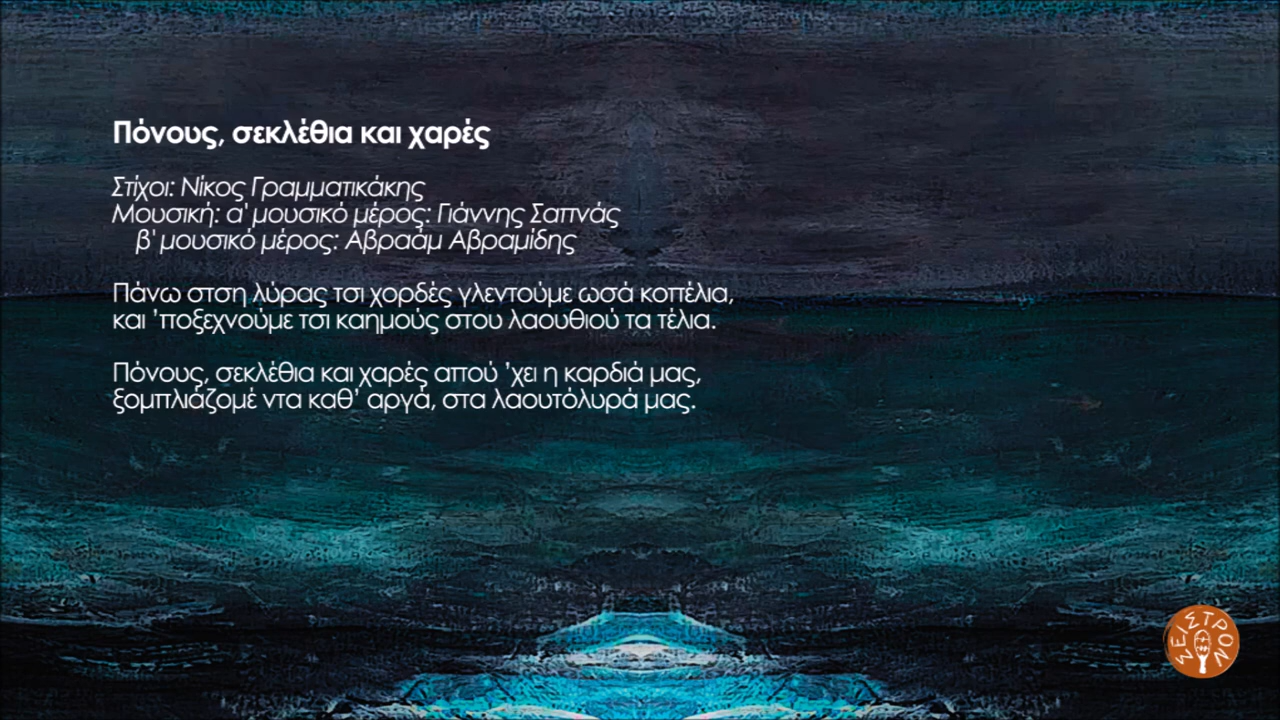 Πόνους, σεκλέθια και χαρές
Στίχοι: Νίκος Γραμματικάκης
Μουσική: α' μουσικό μέρος: Γιάννης Σαπνάς
β' μουσικό μέρος: Αβραάμ Αβραμίδης
Πάνω στση λύρας τσι χορδές γλεντούμε ωσά κοπέλια,
και ’ποξεχνούμε τσι καημούς στου λαουθιού τα τέλια.
Πόνους, σεκλέθια και χαρές απού ’χει η καρδιά μας,
ξομπλιάζομέ ντα καθ’ αργά, στα λαουτόλυρά μας.
ΣΕΙΣΤΡΟΝ